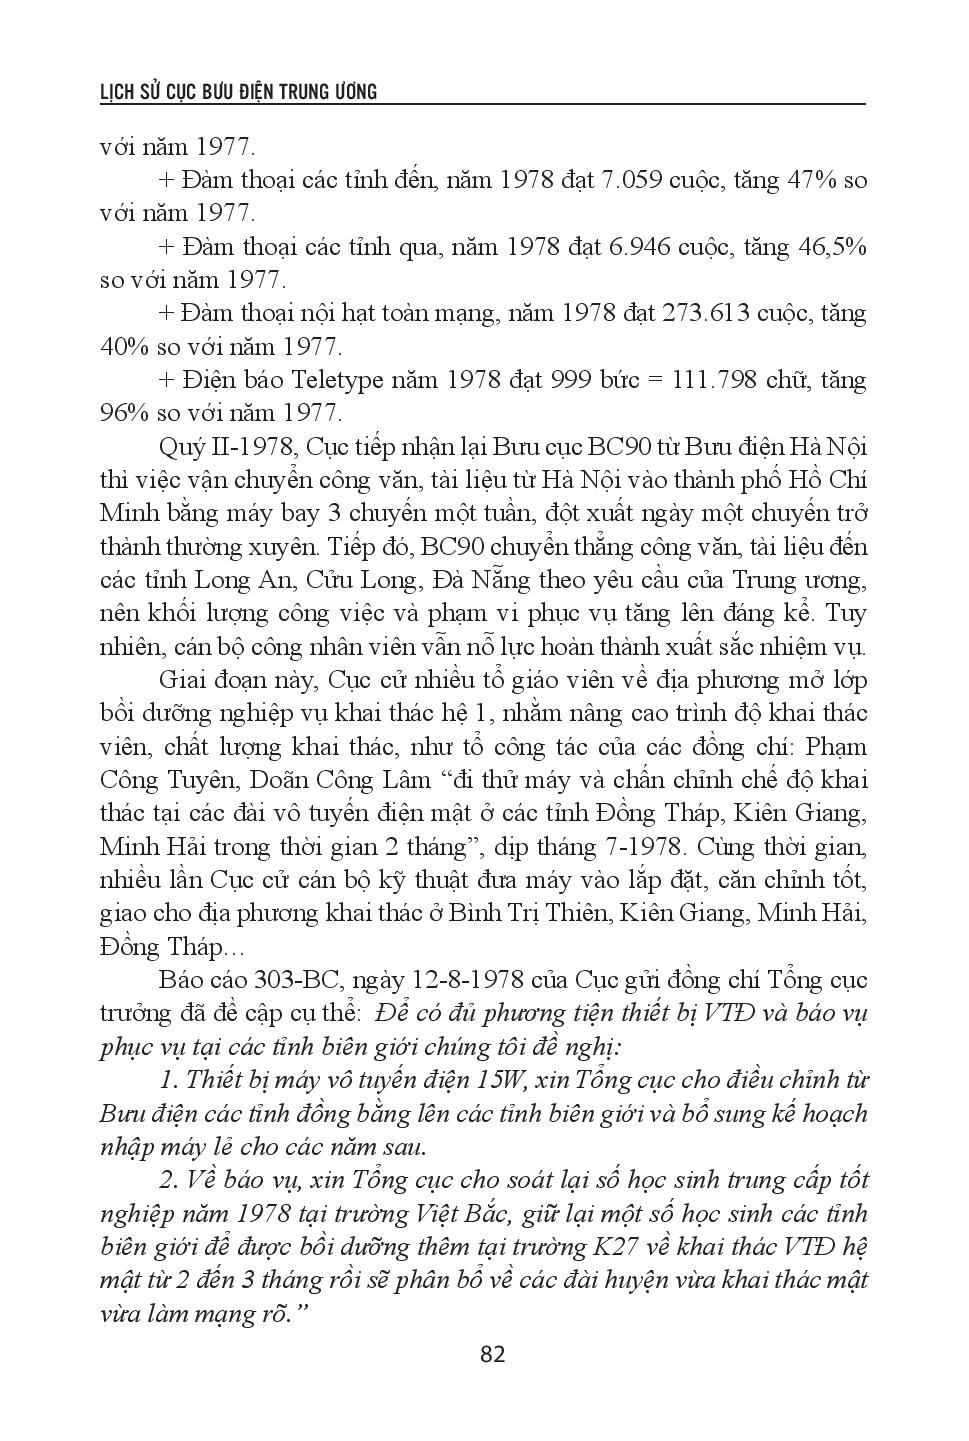 LỊCH SỬ CỤC BƯU ĐIỆN TRUNG ƯƠNG
với năm 1977.
+ Đàm thoại các tỉnh đến, năm 1978 đạt 7.059 cuộc, tăng 47% so
với năm 1977.
+ Đàm thoại các tỉnh qua, năm 1978 đạt 6.946 cuộc, tăng 46,5%
so với năm 1977.
+ Đàm thoại nội hạt toàn mạng, năm 1978 đạt 273.613 cuộc, tăng
40% so với năm 1977.
+ Điện báo Teletype năm 1978 đạt 999 bức = 111.798 chữ, tăng
96% so với năm 1977.
Quý II-1978, Cục tiếp nhận lại Bưu cục BC90 từ Bưu điện Hà Nội
thì việc vận chuyển công văn, tài liệu từ Hà Nội vào thành phố Hồ Chí
Minh bằng máy bay 3 chuyến một tuần, đột xuất ngày một chuyến trở
thành thường xuyên. Tiếp đó, BC90 chuyển thẳng công văn, tài liệu đến
các tỉnh Long An, Cửu Long, Đà Nẵng theo yêu cầu của Trung ương,
nên khối lượng công việc và phạm vi phục vụ tăng lên đáng kể. Tuy
nhiên, cán bộ công nhân viên vẫn nỗ lực hoàn thành xuất sắc nhiệm vụ.
Giai đoạn này, Cục cử nhiều tổ giáo viên về địa phương mở lớp
bồi dưỡng nghiệp vụ khai thác hệ 1, nhằm nâng cao trình độ khai thác
viên, chất lượng khai thác, như tổ công tác của các đồng chí: Phạm
Công Tuyên, Doãn Công Lâm “đi thử máy và chấn chỉnh chế độ khai
thác tại các đài vô tuyến điện mật ở các tỉnh Đồng Tháp, Kiên Giang,
Minh Hải trong thời gian 2 tháng”, dịp tháng 7-1978. Cùng thời gian,
nhiều lần Cục cử cán bộ kỹ thuật đưa máy vào lắp đặt, căn chỉnh tốt,
giao cho địa phương khai thác ở Bình Trị Thiên, Kiên Giang, Minh Hải,
Đồng Tháp…
Báo cáo 303-BC, ngày 12-8-1978 của Cục gửi đồng chí Tổng cục
trưởng đã đề cập cụ thể: Để có đủ phương tiện thiết bị VTĐ và báo vụ
phục vụ tại các tỉnh biên giới chúng tôi đề nghị:
1. Thiết bị máy vô tuyến điện 15W, xin Tổng cục cho điều chỉnh từ
Bưu điện các tỉnh đồng bằng lên các tỉnh biên giới và bổ sung kế hoạch
nhập máy lẻ cho các năm sau.
2. Về báo vụ, xin Tổng cục cho soát lại số học sinh trung cấp tốt
nghiệp năm 1978 tại trường Việt Bắc, giữ lại một số học sinh các tỉnh
biên giới để được bồi dưỡng thêm tại trường K27 về khai thác VTĐ hệ
mật từ 2 đến 3 tháng rồi sẽ phân bổ về các đài huyện vừa khai thác mật
vừa làm mạng rõ.”
82